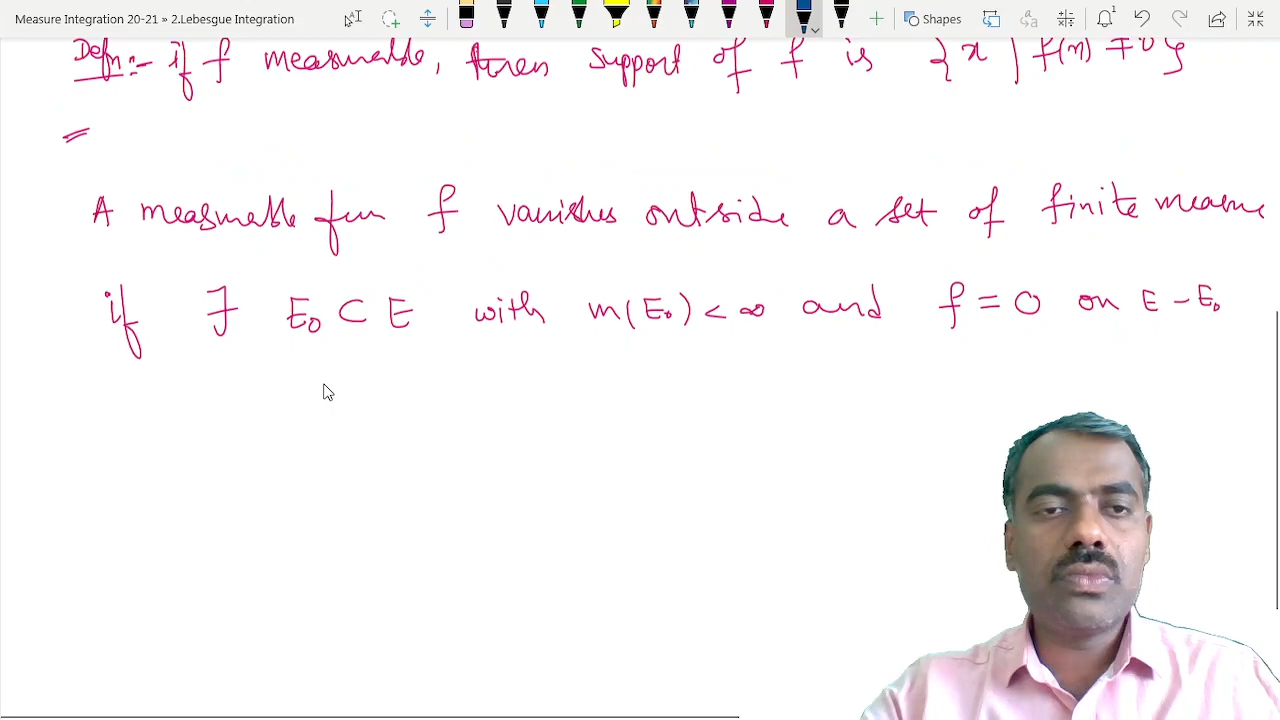 Measure Integration 20-21 » 2.Lebesgue Integration
Shapes
Defn:- if f measurable, then support of f is {x | f(x) ≠ 0}
A measurable fun f vanishes outside a set of finite measure
if ∃ E₀ ⊂ E with m(E₀) < ∞ and f = 0 on E - E₀